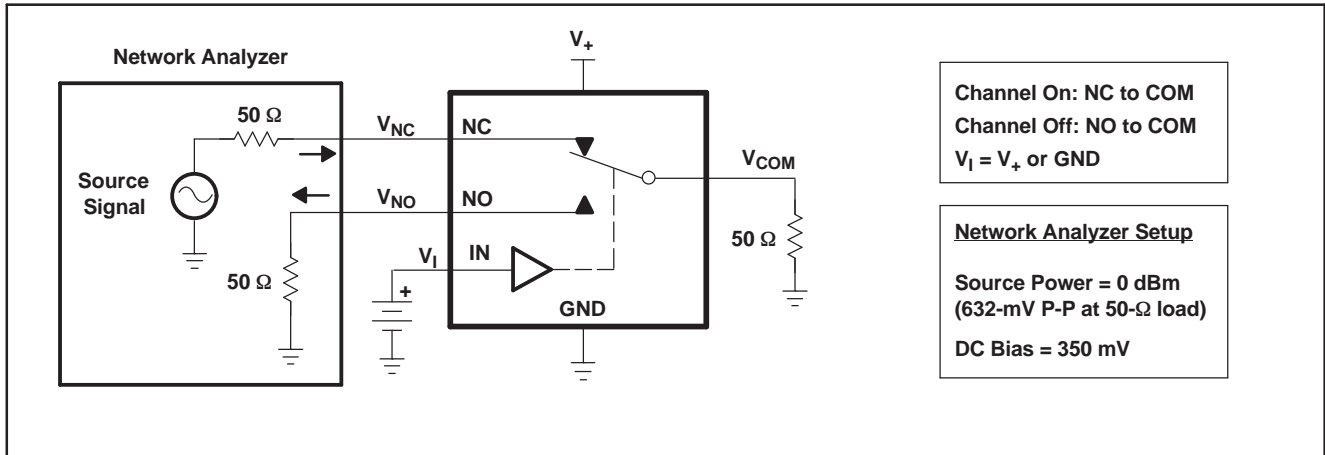 Network Analyzer
V+
50 Ω
VNC
NC
Source
Signal
VNO
NO
50 Ω
VI
IN
+
GND
VCOM
50 Ω
Channel On: NC to COM
Channel Off: NO to COM
VI = V+ or GND
Network Analyzer Setup
Source Power = 0 dBm
(632-mV P-P at 50-Ω load)
DC Bias = 350 mV